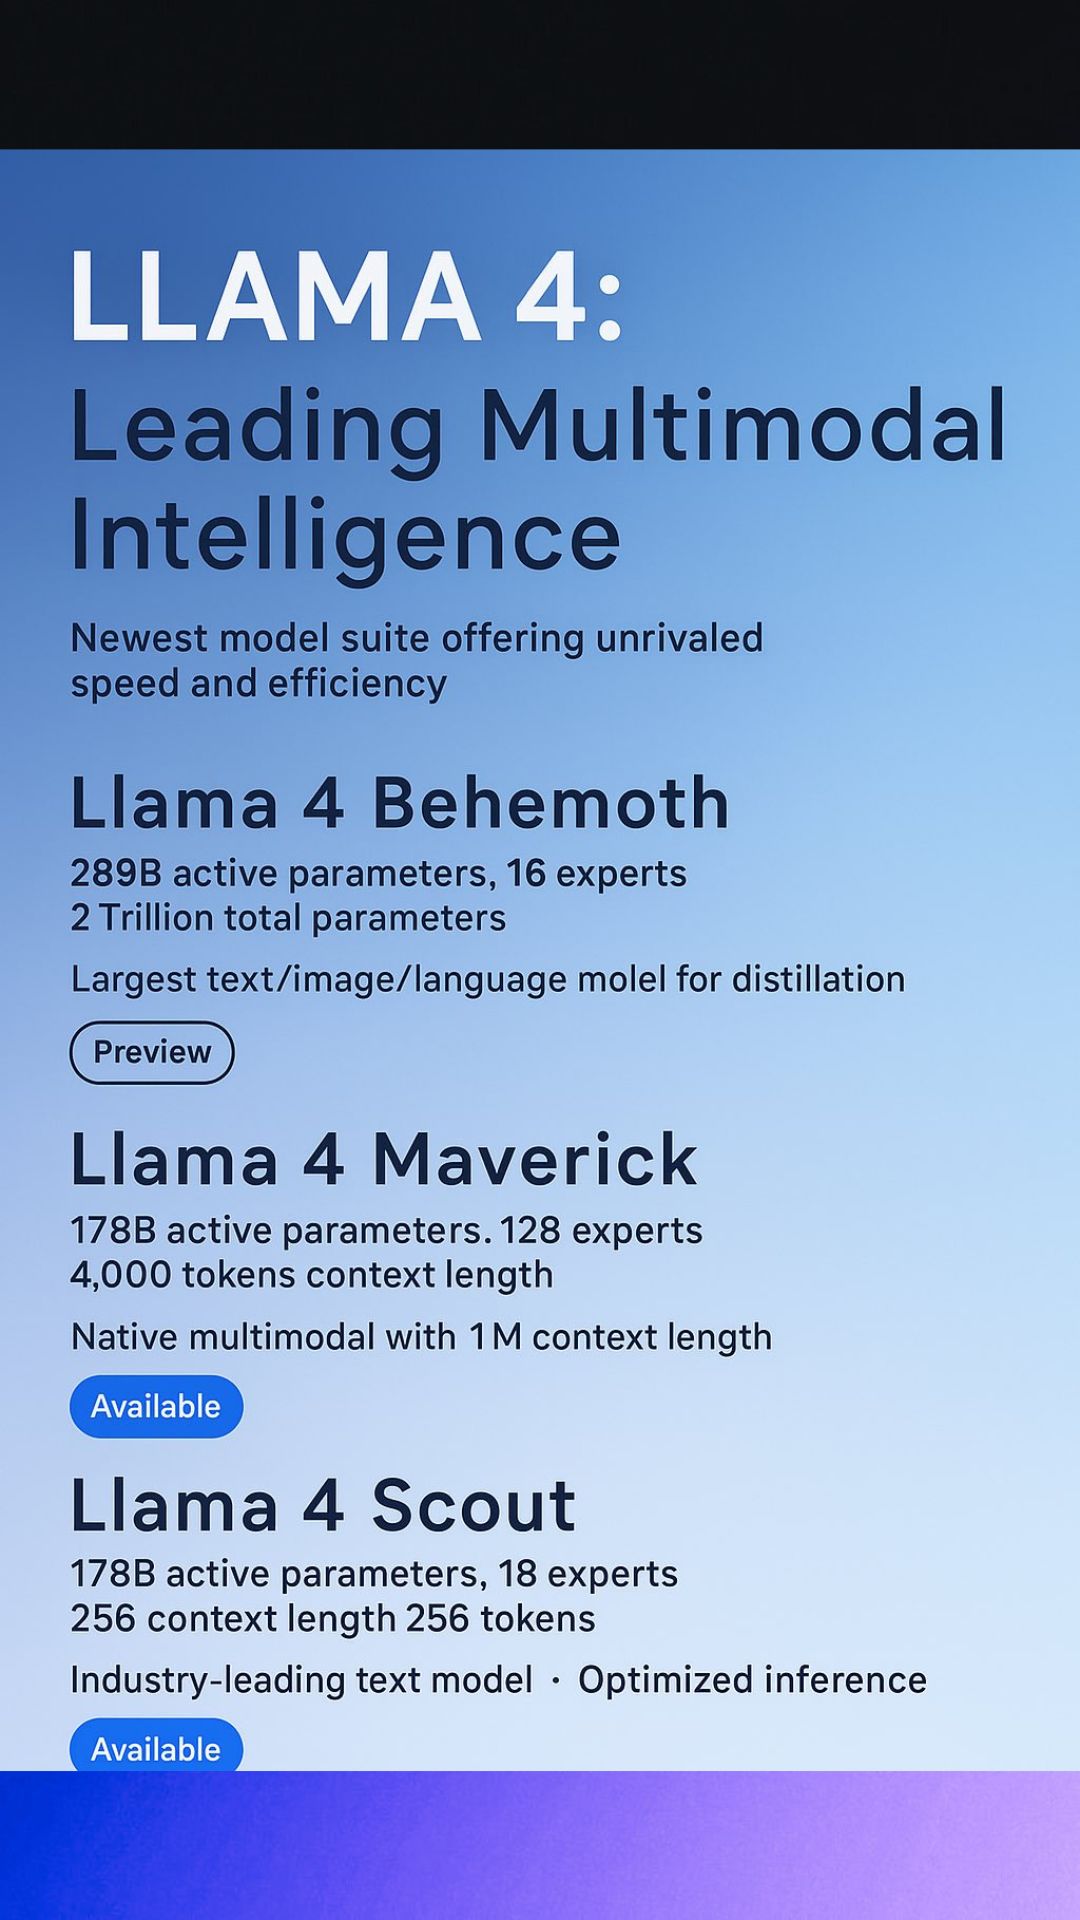 LLAMA 4:
Leading Multimodal
Intelligence
Newest model suite offering unrivaled
speed and efficiency
Llama 4 Behemoth
289B active parameters, 16 experts
2 Trillion total parameters
Largest text/image/language molel for distillation
Preview
Llama 4 Maverick
178B active parameters. 128 experts
4,000 tokens context length
Native multimodal with 1M context length
Available
Llama 4 Scout
178B active parameters, 18 experts
256 context length 256 tokens
Industry-leading text model · Optimized inference
Available